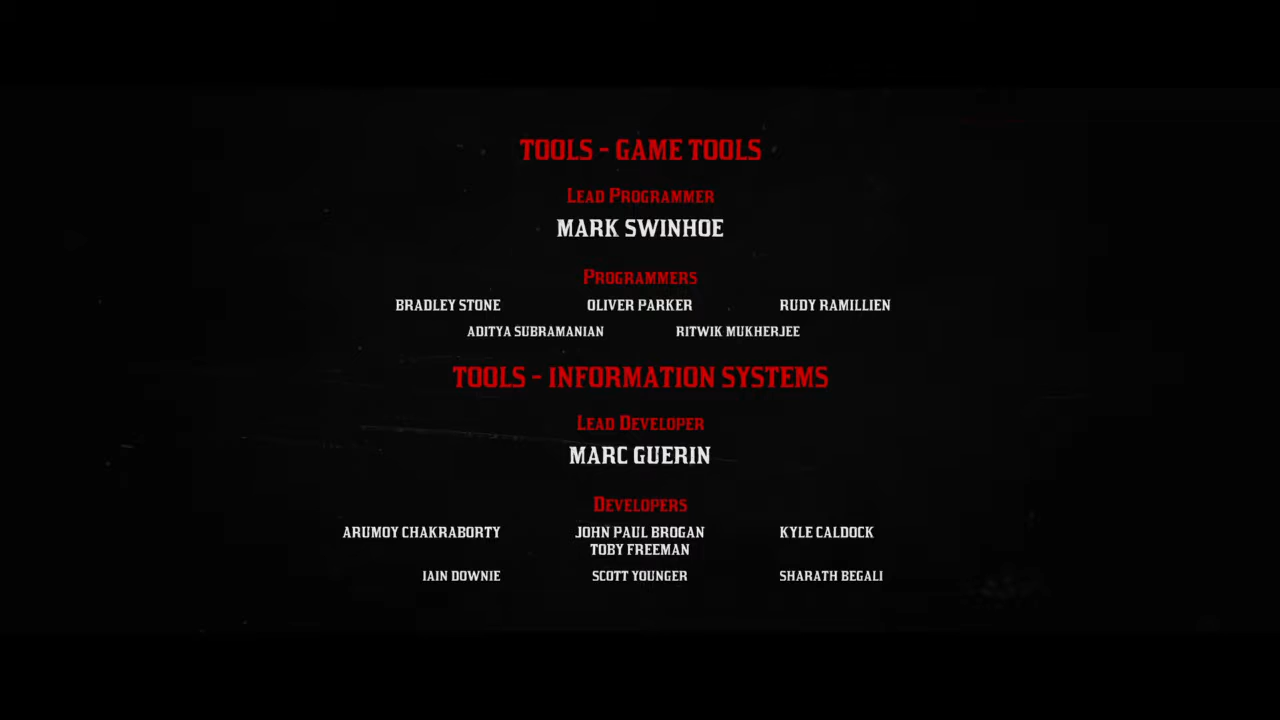 TOOLS - GAME TOOLS
LEAD PROGRAMMER
MARK SWINHOE
PROGRAMMERS
BRADLEY STONE OLIVER PARKER RUDY RAMILLIEN
ADITYA SUBRAMANIAN RITWIK MUKHERJEE
TOOLS - INFORMATION SYSTEMS
LEAD DEVELOPER
MARC GUERIN
DEVELOPERS
ARUMOY CHAKRABORTY JOHN PAUL BROGAN KYLE CALDOCK
TOBY FREEMAN
IAIN DOWNIE SCOTT YOUNGER SHARATH BEGALI